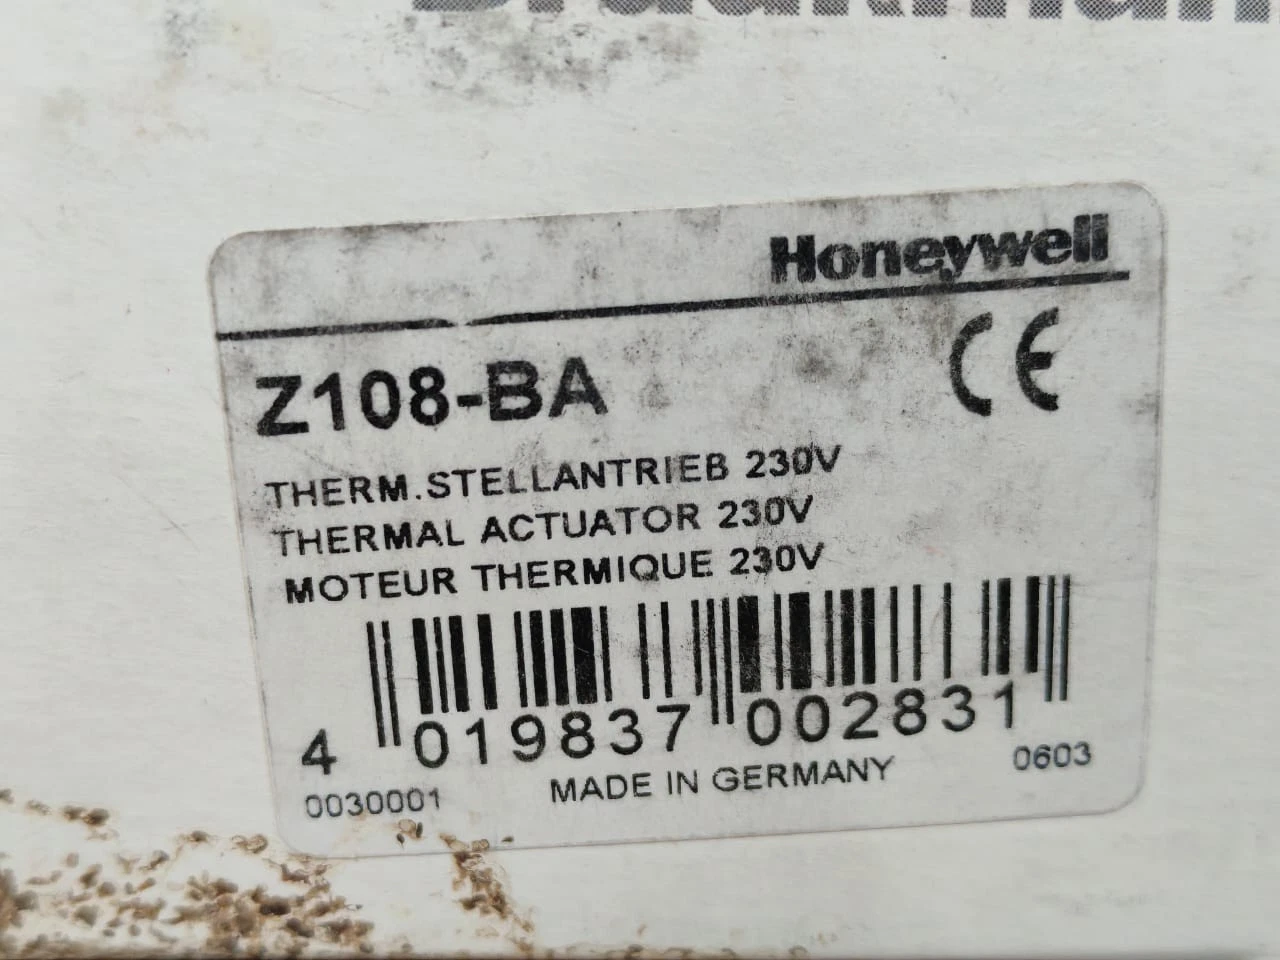 Braukmann
Honeywell
CE
Z108-BA
THERM.STELLANTRIEB 230V
THERMAL ACTUATOR 230V
MOTEUR THERMIQUE 230V
4 019837 002831
0030001 MADE IN GERMANY 0603